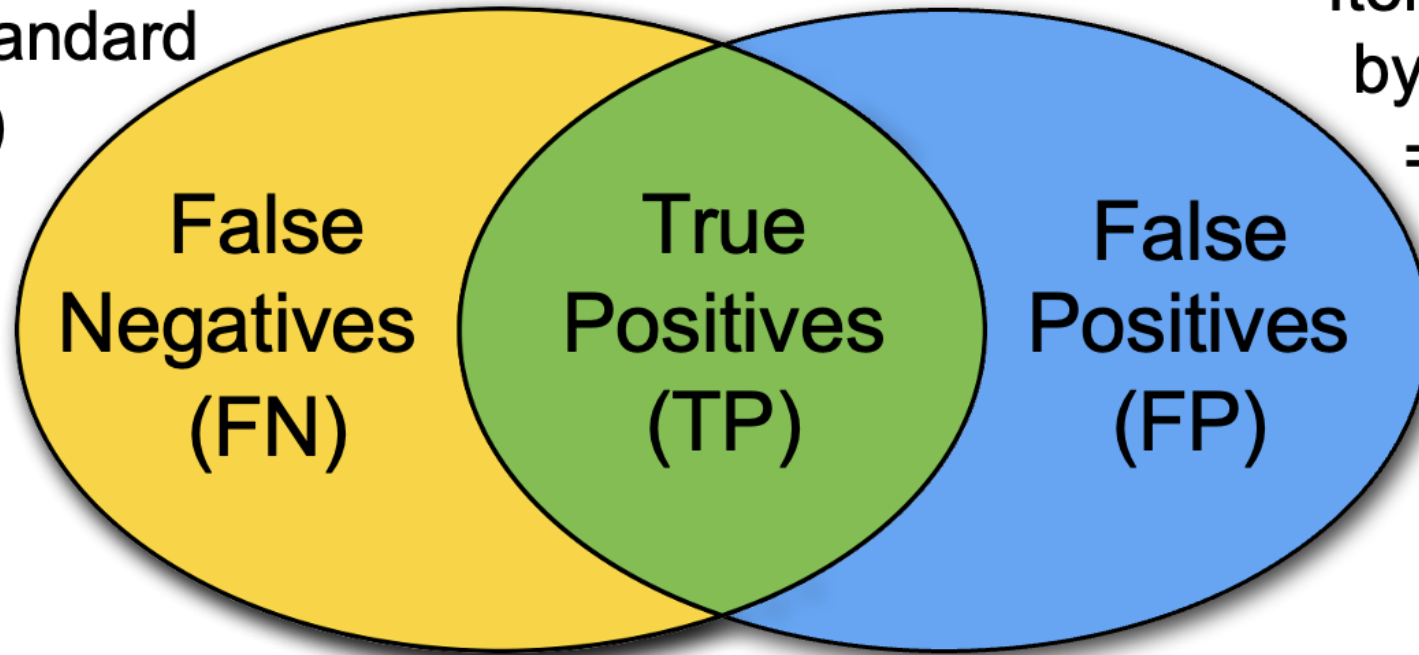 andard
)
by
=
False
Negatives
(FN)
True
Positives
(TP)
False
Positives
(FP)